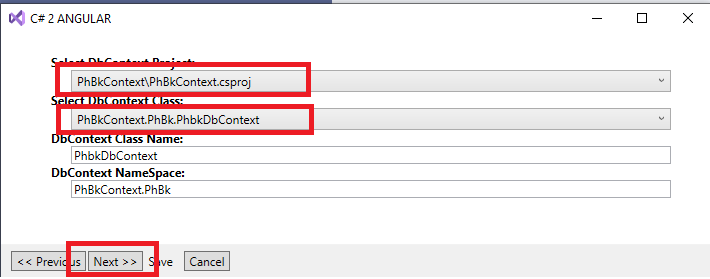 C# 2 ANGULAR
Select DbContext Project:
PhBkContext\PhBkContext.csproj
Select DbContext Class:
PhBkContext.PhBk.PhbkDbContext
DbContext Class Name:
PhbkDbContext
DbContext NameSpace:
PhBkContext.PhBk
<< Previous Next >> Save Cancel